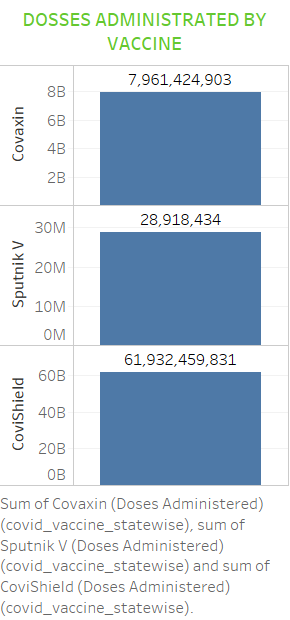 DOSSES ADMINISTRATED BY
VACCINE
Covaxin
8B
6B
4B
2B
7,961,424,903
Sputnik V
30M
20M
10M
0M
28,918,434
CoviShield
60B
40B
20B
0B
61,932,459,831
Sum of Covaxin (Doses Administered)
(covid_vaccine_statewise), sum of
Sputnik V (Doses Administered)
(covid_vaccine_statewise) and sum of
CoviShield (Doses Administered)
(covid_vaccine_statewise).